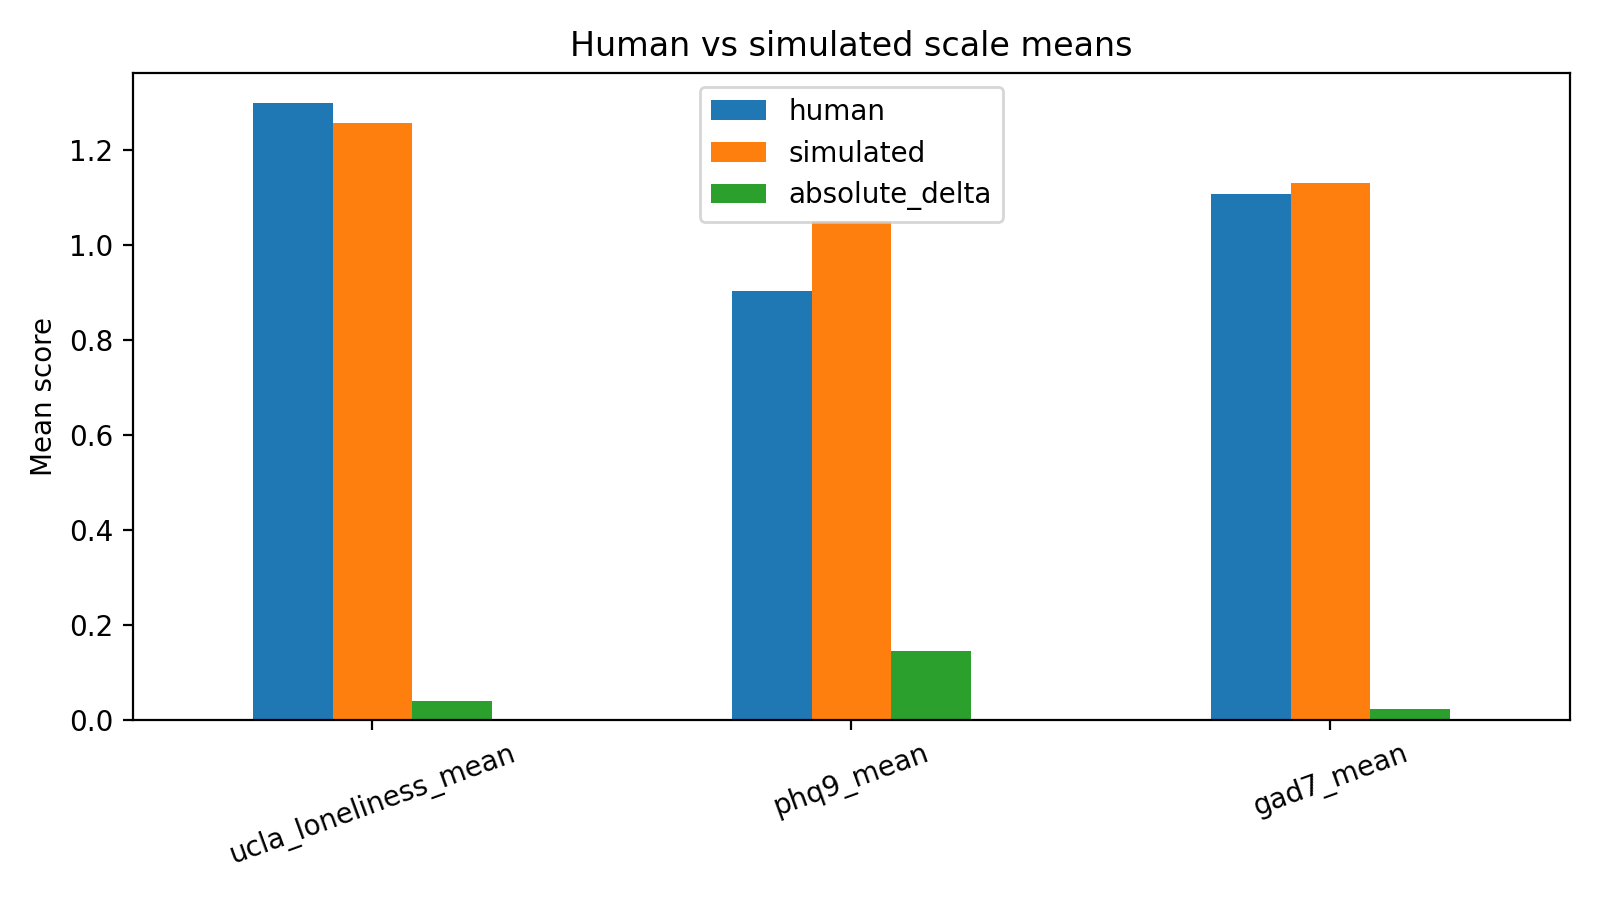 Human vs simulated scale means
human
simulated
absolute_delta
Mean score
1.2
1.0
0.8
0.6
0.4
0.2
0.0
ucla_loneliness_mean
phq9_mean
gad7_mean